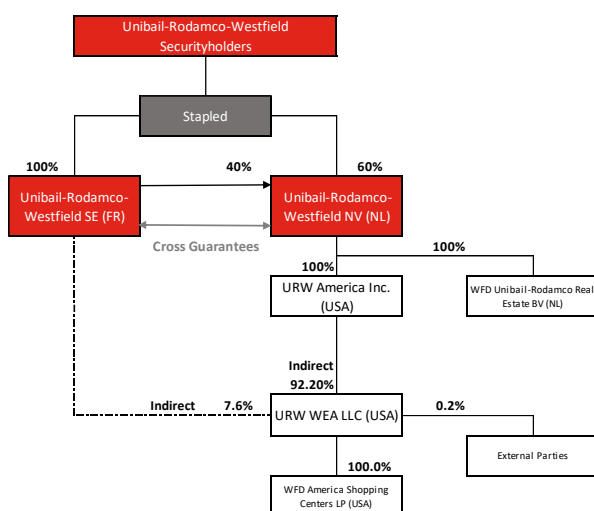 Unibail-Rodamco-Westfield
Securityholders
Stapled
100%
40%
60%
Unibail-Rodamco-
Westfield SE (FR)
Unibail-Rodamco-
Westfield NV (NL)
Cross Guarantees
100%
100%
URW America Inc.
(USA)
WFD Unibail-Rodamco Real
Estate BV (NL)
Indirect
92.20%
Indirect 7.6%
URW WEA LLC (USA)
0.2%
External Parties
100.0%
WFD America Shopping
Centers LP (USA)